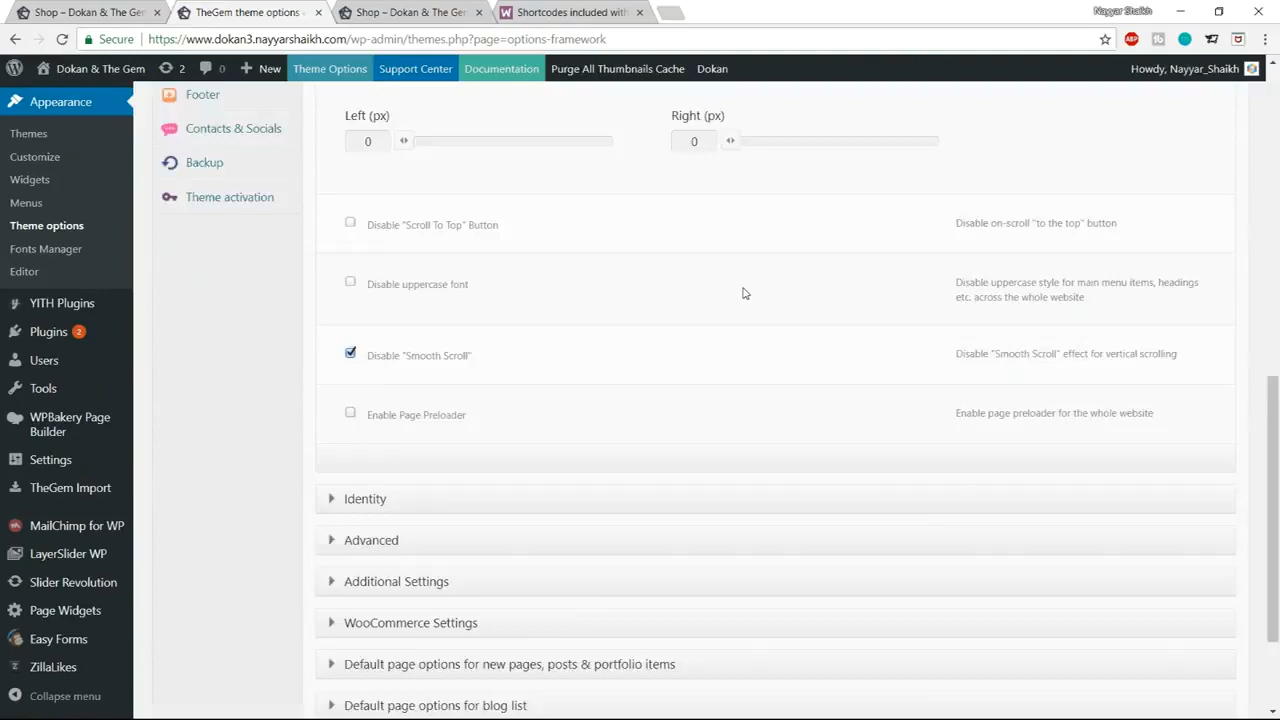 Shop – Dokan & The Ge
TheGem theme options
Shop – Dokan & The Ge
Shortcodes included with
Nayyar Shaikh
Secure
https://www.dokan3.nayyarshaikh.com/wp-admin/themes.php?page=options-framework
ABP
Dokan & The Gem
2
0
New
Theme Options
Support Center
Documentation
Purge All Thumbnails Cache
Dokan
Howdy, Nayyar_Shaikh
Appearance
Themes
Customize
Widgets
Menus
Theme options
Fonts Manager
Editor
YITH Plugins
Plugins 2
Users
Tools
WPBakery Page
Builder
Settings
TheGem Import
MailChimp for WP
LayerSlider WP
Slider Revolution
Page Widgets
Easy Forms
ZillaLikes
Collapse menu
Footer
Contacts & Socials
Backup
Theme activation
Left (px)
Right (px)
0
0
Disable "Scroll To Top" Button
Disable on-scroll "to the top" button
Disable uppercase font
Disable uppercase style for main menu items, headings
etc. across the whole website
Disable "Smooth Scroll"
Disable "Smooth Scroll" effect for vertical scrolling
Enable Page Preloader
Enable page preloader for the whole website
Identity
Advanced
Additional Settings
WooCommerce Settings
Default page options for new pages, posts & portfolio items
Default page options for blog list